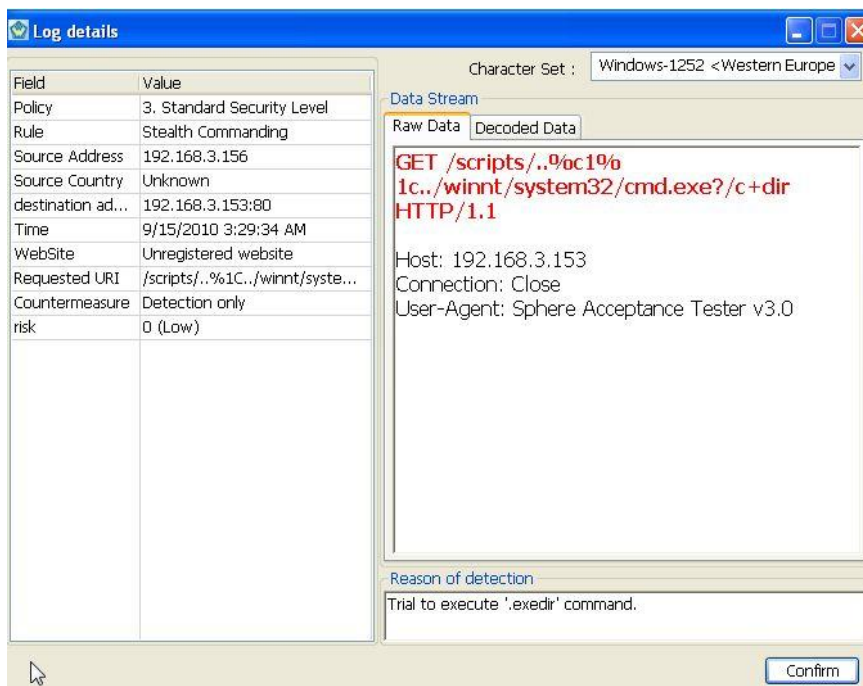 Log details
Character Set :
Windows-1252 <Western Europe
Field Value
Policy 3. Standard Security Level
Rule Stealth Commanding
Source Address 192.168.3.156
Source Country Unknown
destination ad... 192.168.3.153:80
Time 9/15/2010 3:29:34 AM
WebSite Unregistered website
Requested URI /scripts/..%1C../winnt/syste...
Countermeasure Detection only
risk 0 (Low)
Data Stream
Raw Data Decoded Data
GET /scripts/..%c1%
1c../winnt/system32/cmd.exe?/c+dir
HTTP/1.1
Host: 192.168.3.153
Connection: Close
User-Agent: Sphere Acceptance Tester v3.0
Reason of detection
Trial to execute '.exedir' command.
Confirm